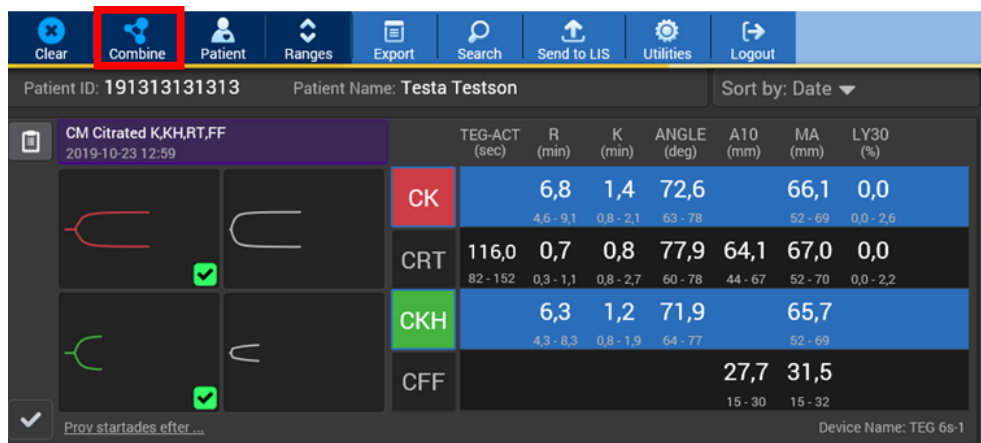 Clear Combine Patient Ranges Export Search Send to LIS Utilities Logout
Patient ID: 191313131313 Patient Name: Testa Testson Sort by: Date
CM Citrated K,KH,RT,FF
2019-10-23 12:59
TEG-ACT R K ANGLE A10 MA LY30
(sec) (min) (min) (deg) (mm) (mm) (%)
CK 6,8 1,4 72,6 66,1 0,0
4,6 - 9,1 0,8 - 2,1 63 - 78 52 - 69 0,0 - 2,6
CRT 116,0 0,7 0,8 77,9 64,1 67,0 0,0
82 - 152 0,3 - 1,1 0,8 - 2,7 60 - 78 44 - 67 52 - 70 0,0 - 2,2
CKH 6,3 1,2 71,9 65,7
4,3 - 8,3 0,8 - 1,9 64 - 77 52 - 69
CFF 27,7 31,5
15 - 30 15 - 32
Prov startades efter ... Device Name: TEG 6s-1